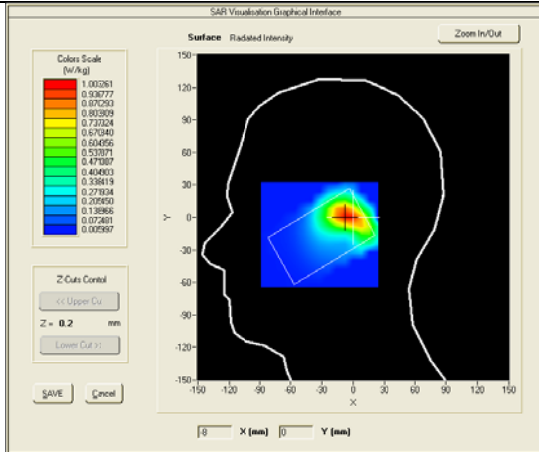 SAR Visualisation Graphical Interface
Surface Radiated Intensity
Zoom In/Out
Colors Scale
(W/kg)
1.003261
0.936777
0.870293
0.803809
0.737324
0.670840
0.604356
0.537871
0.471387
0.404903
0.338419
0.271934
0.205450
0.138966
0.072481
0.005997
Z-Cuts Control
<< Upper Cu
Z = 0.2 mm
Lower Cut >>
SAVE
Cancel
Y
150
120
90
60
30
0
-30
-60
-90
-120
-150
-150 -120 -90 -60 -30 0 30 60 90 120 150
X
-8 X (mm) 0 Y (mm)